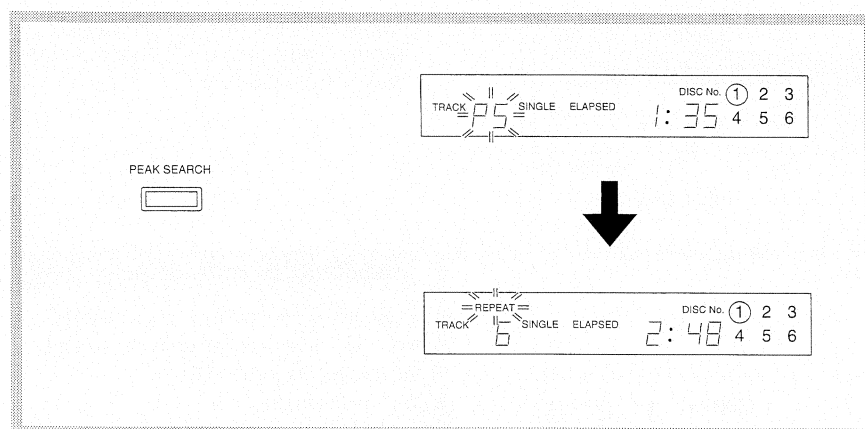 DISC No. 1 2 3
TRACK PS SINGLE ELAPSED 1:35 4 5 6
PEAK SEARCH
REPEAT DISC No. 1 2 3
TRACK 6 SINGLE ELAPSED 2:48 4 5 6